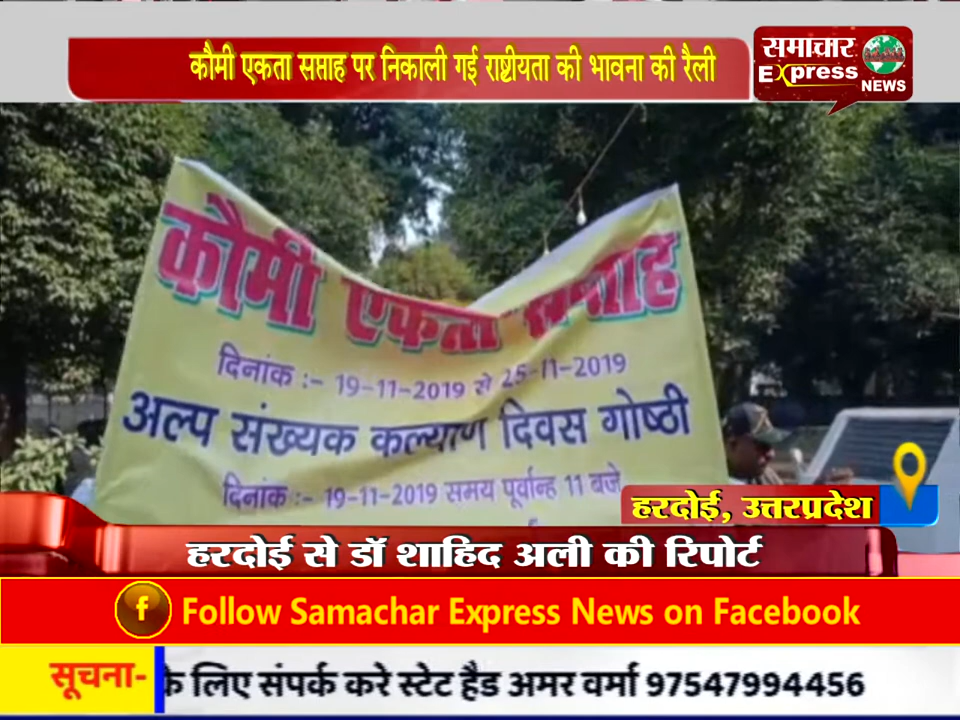 कौमी एकता सप्ताह पर निकाली गई राष्ट्रीयता की भावना की रैली
समाचार
Express
NEWS
कौमी एकता सप्ताह
दिनांक :- 19-11-2019 से 25-11-2019
अल्प संख्यक कल्याण दिवस गोष्ठी
दिनांक :- 19-11-2019 समय पूर्वान्ह 11 बजे
हरदोई, उत्तरप्रदेश
हरदोई से डॉ शाहिद अली की रिपोर्ट
f Follow Samachar Express News on Facebook
सूचना- के लिए संपर्क करे स्टेट हैड अमर वर्मा 97547994456